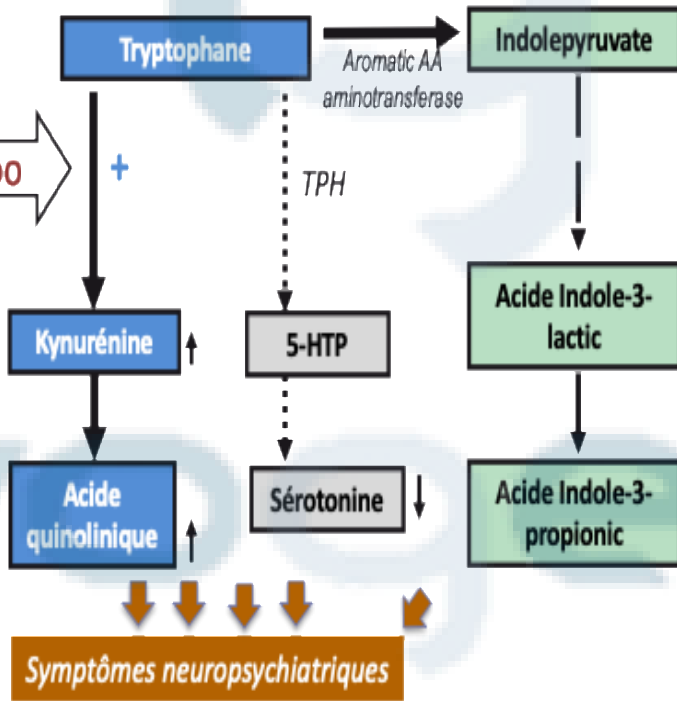 Tryptophane
Indolepyruvate
Aromatic AA
aminotransferase
+
TPH
Acide Indole-3-
lactic
Kynurénine
5-HTP
Acide
quinolinique
Sérotonine
Acide Indole-3-
propionic
Symptômes neuropsychiatriques